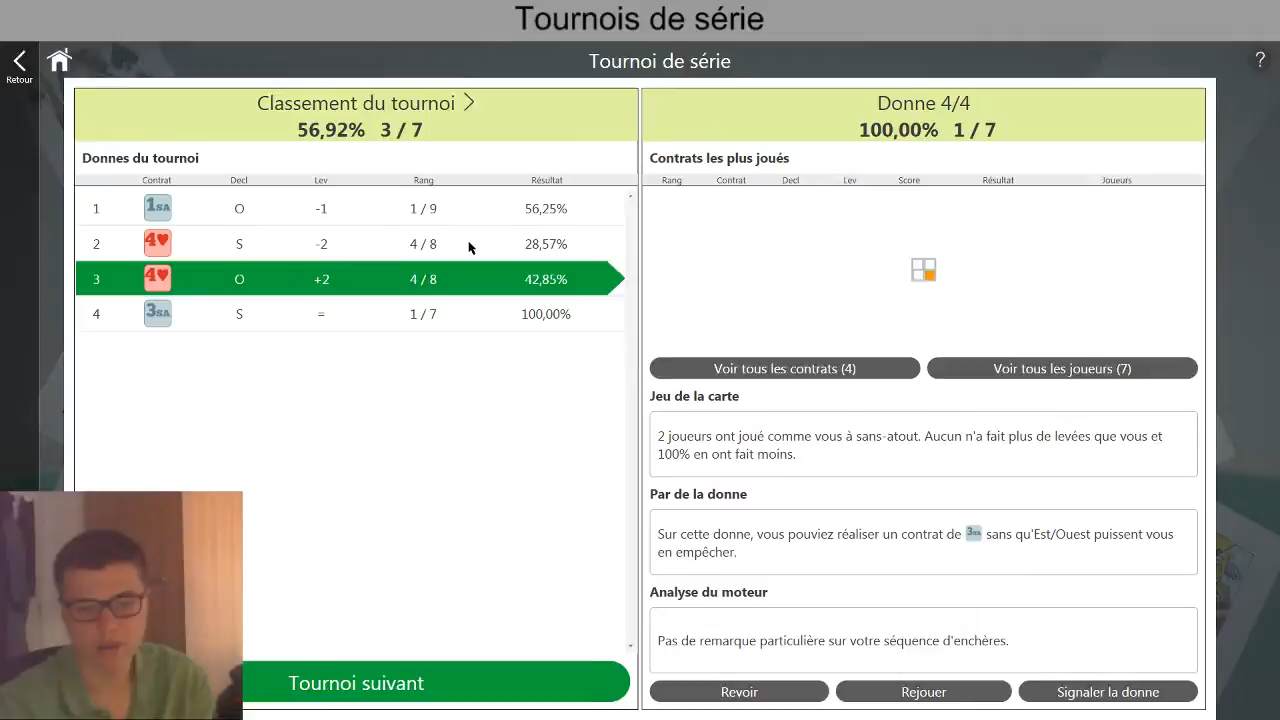 Tournois de série
Retour
Tournoi de série
?
Classement du tournoi
56,92% 3 / 7
Donnes du tournoi
Contrat Decl Lev Rang Résultat
1 1SA O -1 1 / 9 56,25%
2 4♥ S -2 4 / 8 28,57%
3 4♥ O +2 4 / 8 42,85%
4 3SA S = 1 / 7 100,00%
Tournoi suivant
Donne 4/4
100,00% 1 / 7
Contrats les plus joués
Rang Contrat Decl Lev Score Résultat Joueurs
Voir tous les contrats (4) Voir tous les joueurs (7)
Jeu de la carte
2 joueurs ont joué comme vous à sans-atout. Aucun n'a fait plus de levées que vous et
100% en ont fait moins.
Par de la donne
Sur cette donne, vous pouviez réaliser un contrat de 3SA sans qu'Est/Ouest puissent vous
en empêcher.
Analyse du moteur
Pas de remarque particulière sur votre séquence d'enchères.
Revoir Rejouer Signaler la donne